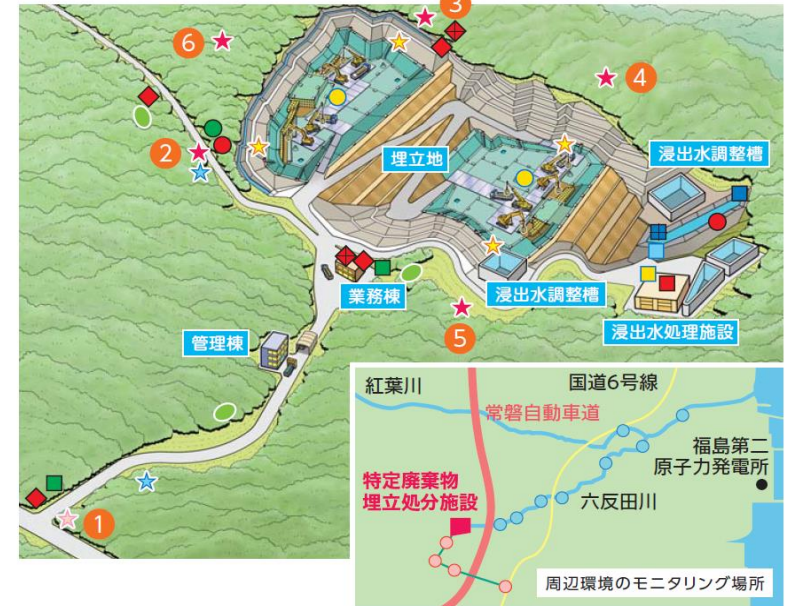 3
6
4
2
埋立地
浸出水調整槽
業務棟
浸出水調整槽
5
浸出水処理施設
管理棟
1
紅葉川
国道6号線
常磐自動車道
福島第二
原子力発電所
特定廃棄物
埋立処分施設
六反田川
周辺環境のモニタリング場所